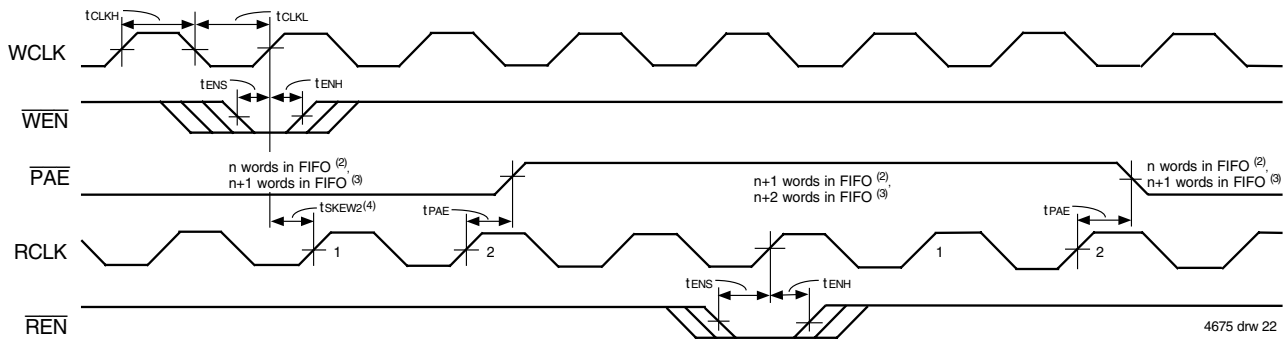 tCLKH
tCLKL
WCLK
tENS
tENH
WEN
n words in FIFO (2),
n+1 words in FIFO (3)
PAE
n+1 words in FIFO (2),
n+2 words in FIFO (3)
n words in FIFO (2),
n+1 words in FIFO (3)
tSKEW2(4)
tPAE
tPAE
RCLK
1
2
1
2
tENS
tENH
REN
4675 drw 22